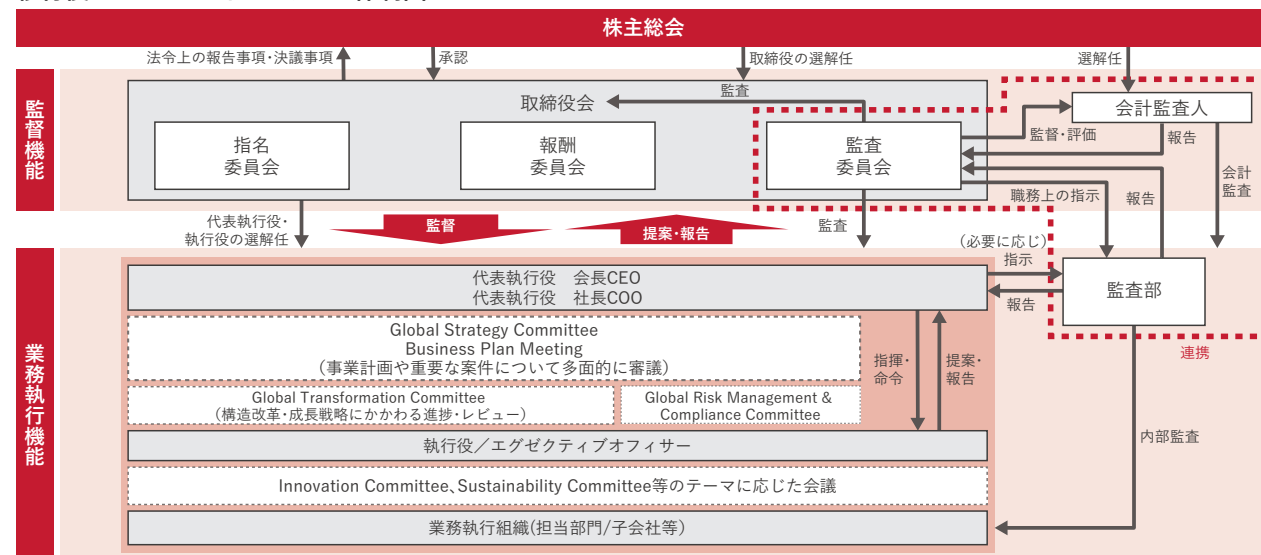 株主総会
法令上の報告事項・決議事項
承認
取締役の選解任
選解任
監督機能
取締役会
監査
会計監査人
指名
委員会
報酬
委員会
監査
委員会
監督・評価
報告
会計
監査
職務上の指示
報告
代表執行役・
執行役の選解任
監督
提案・報告
監査
(必要に応じ)
指示
業務執行機能
代表執行役 会長CEO
代表執行役 社長COO
監査部
報告
連携
Global Strategy Committee
Business Plan Meeting
(事業計画や重要な案件について多面的に審議)
指揮・
命令
提案・
報告
Global Transformation Committee
(構造改革・成長戦略にかかわる進捗・レビュー)
Global Risk Management &
Compliance Committee
執行役/エグゼクティブオフィサー
内部監査
Innovation Committee、Sustainability Committee等のテーマに応じた会議
業務執行組織(担当部門/子会社等)